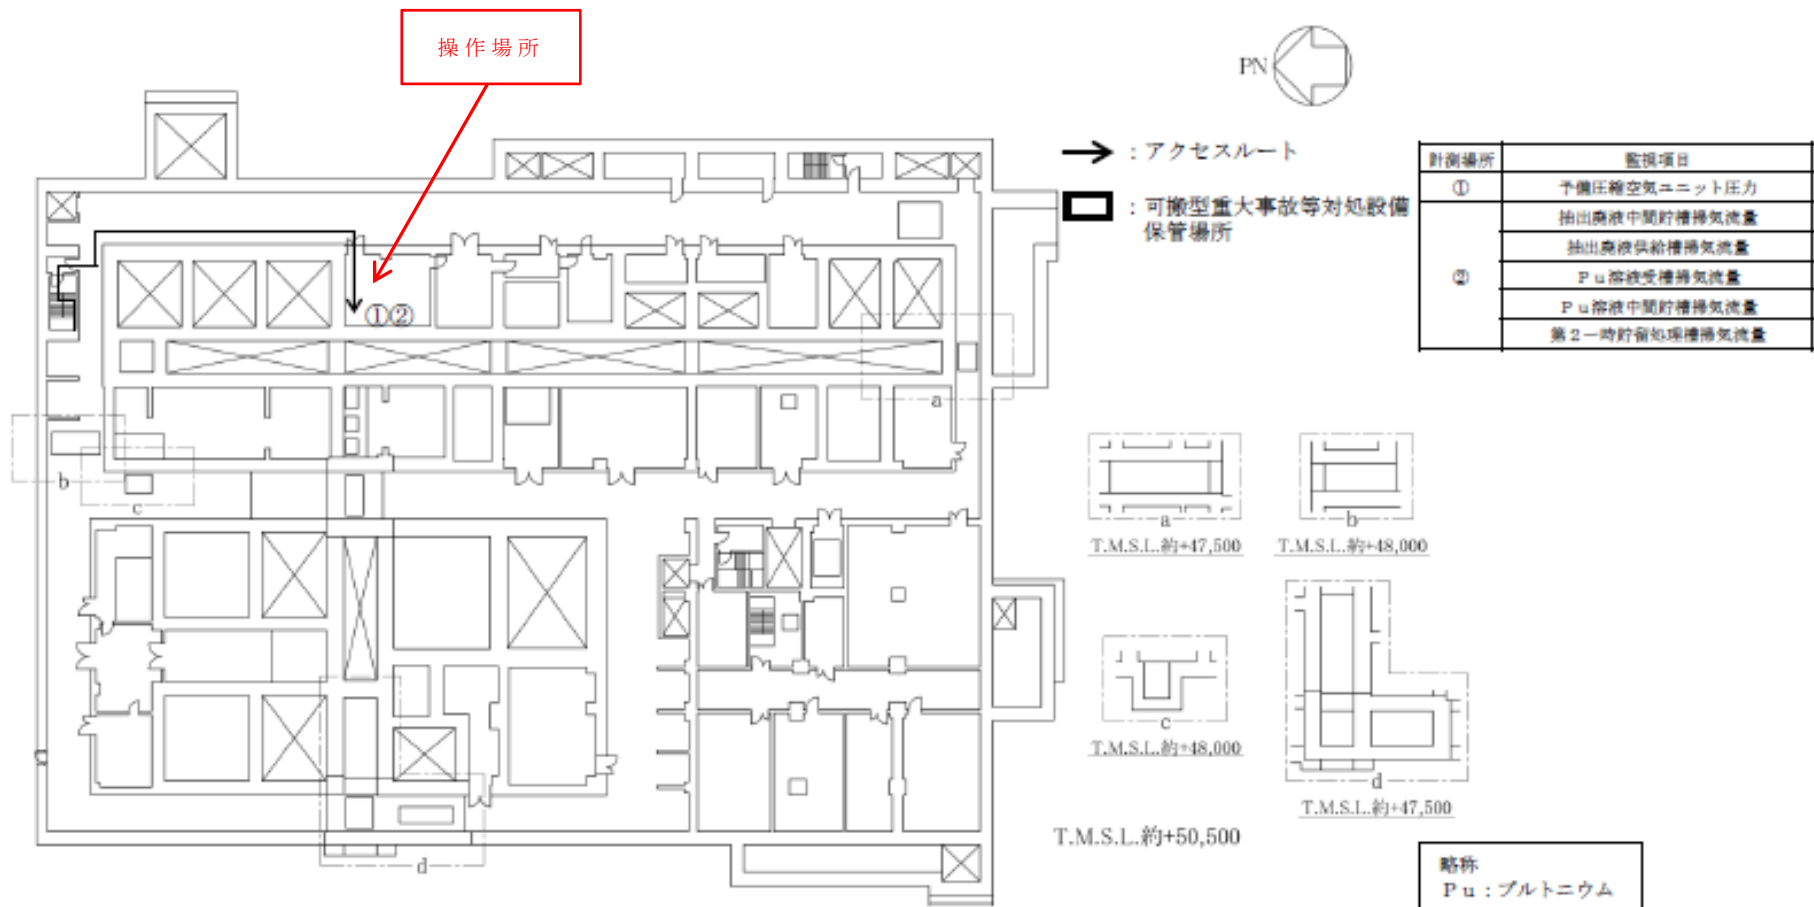 操作場所
PN
：アクセスルート
：可搬型重大事故等対処設備
保管場所
計測場所 監視項目
① 予備圧縮空気ユニット圧力
② 抽出廃液中間貯槽掃気流量
抽出廃液供給槽掃気流量
Ｐｕ溶液受槽掃気流量
Ｐｕ溶液中間貯槽掃気流量
第２一時貯留処理槽掃気流量
①②
a
b
c
d
a
T.M.S.L.約+47,500
b
T.M.S.L.約+48,000
c
T.M.S.L.約+48,000
d
T.M.S.L.約+47,500
T.M.S.L.約+50,500
略称
Ｐｕ：プルトニウム